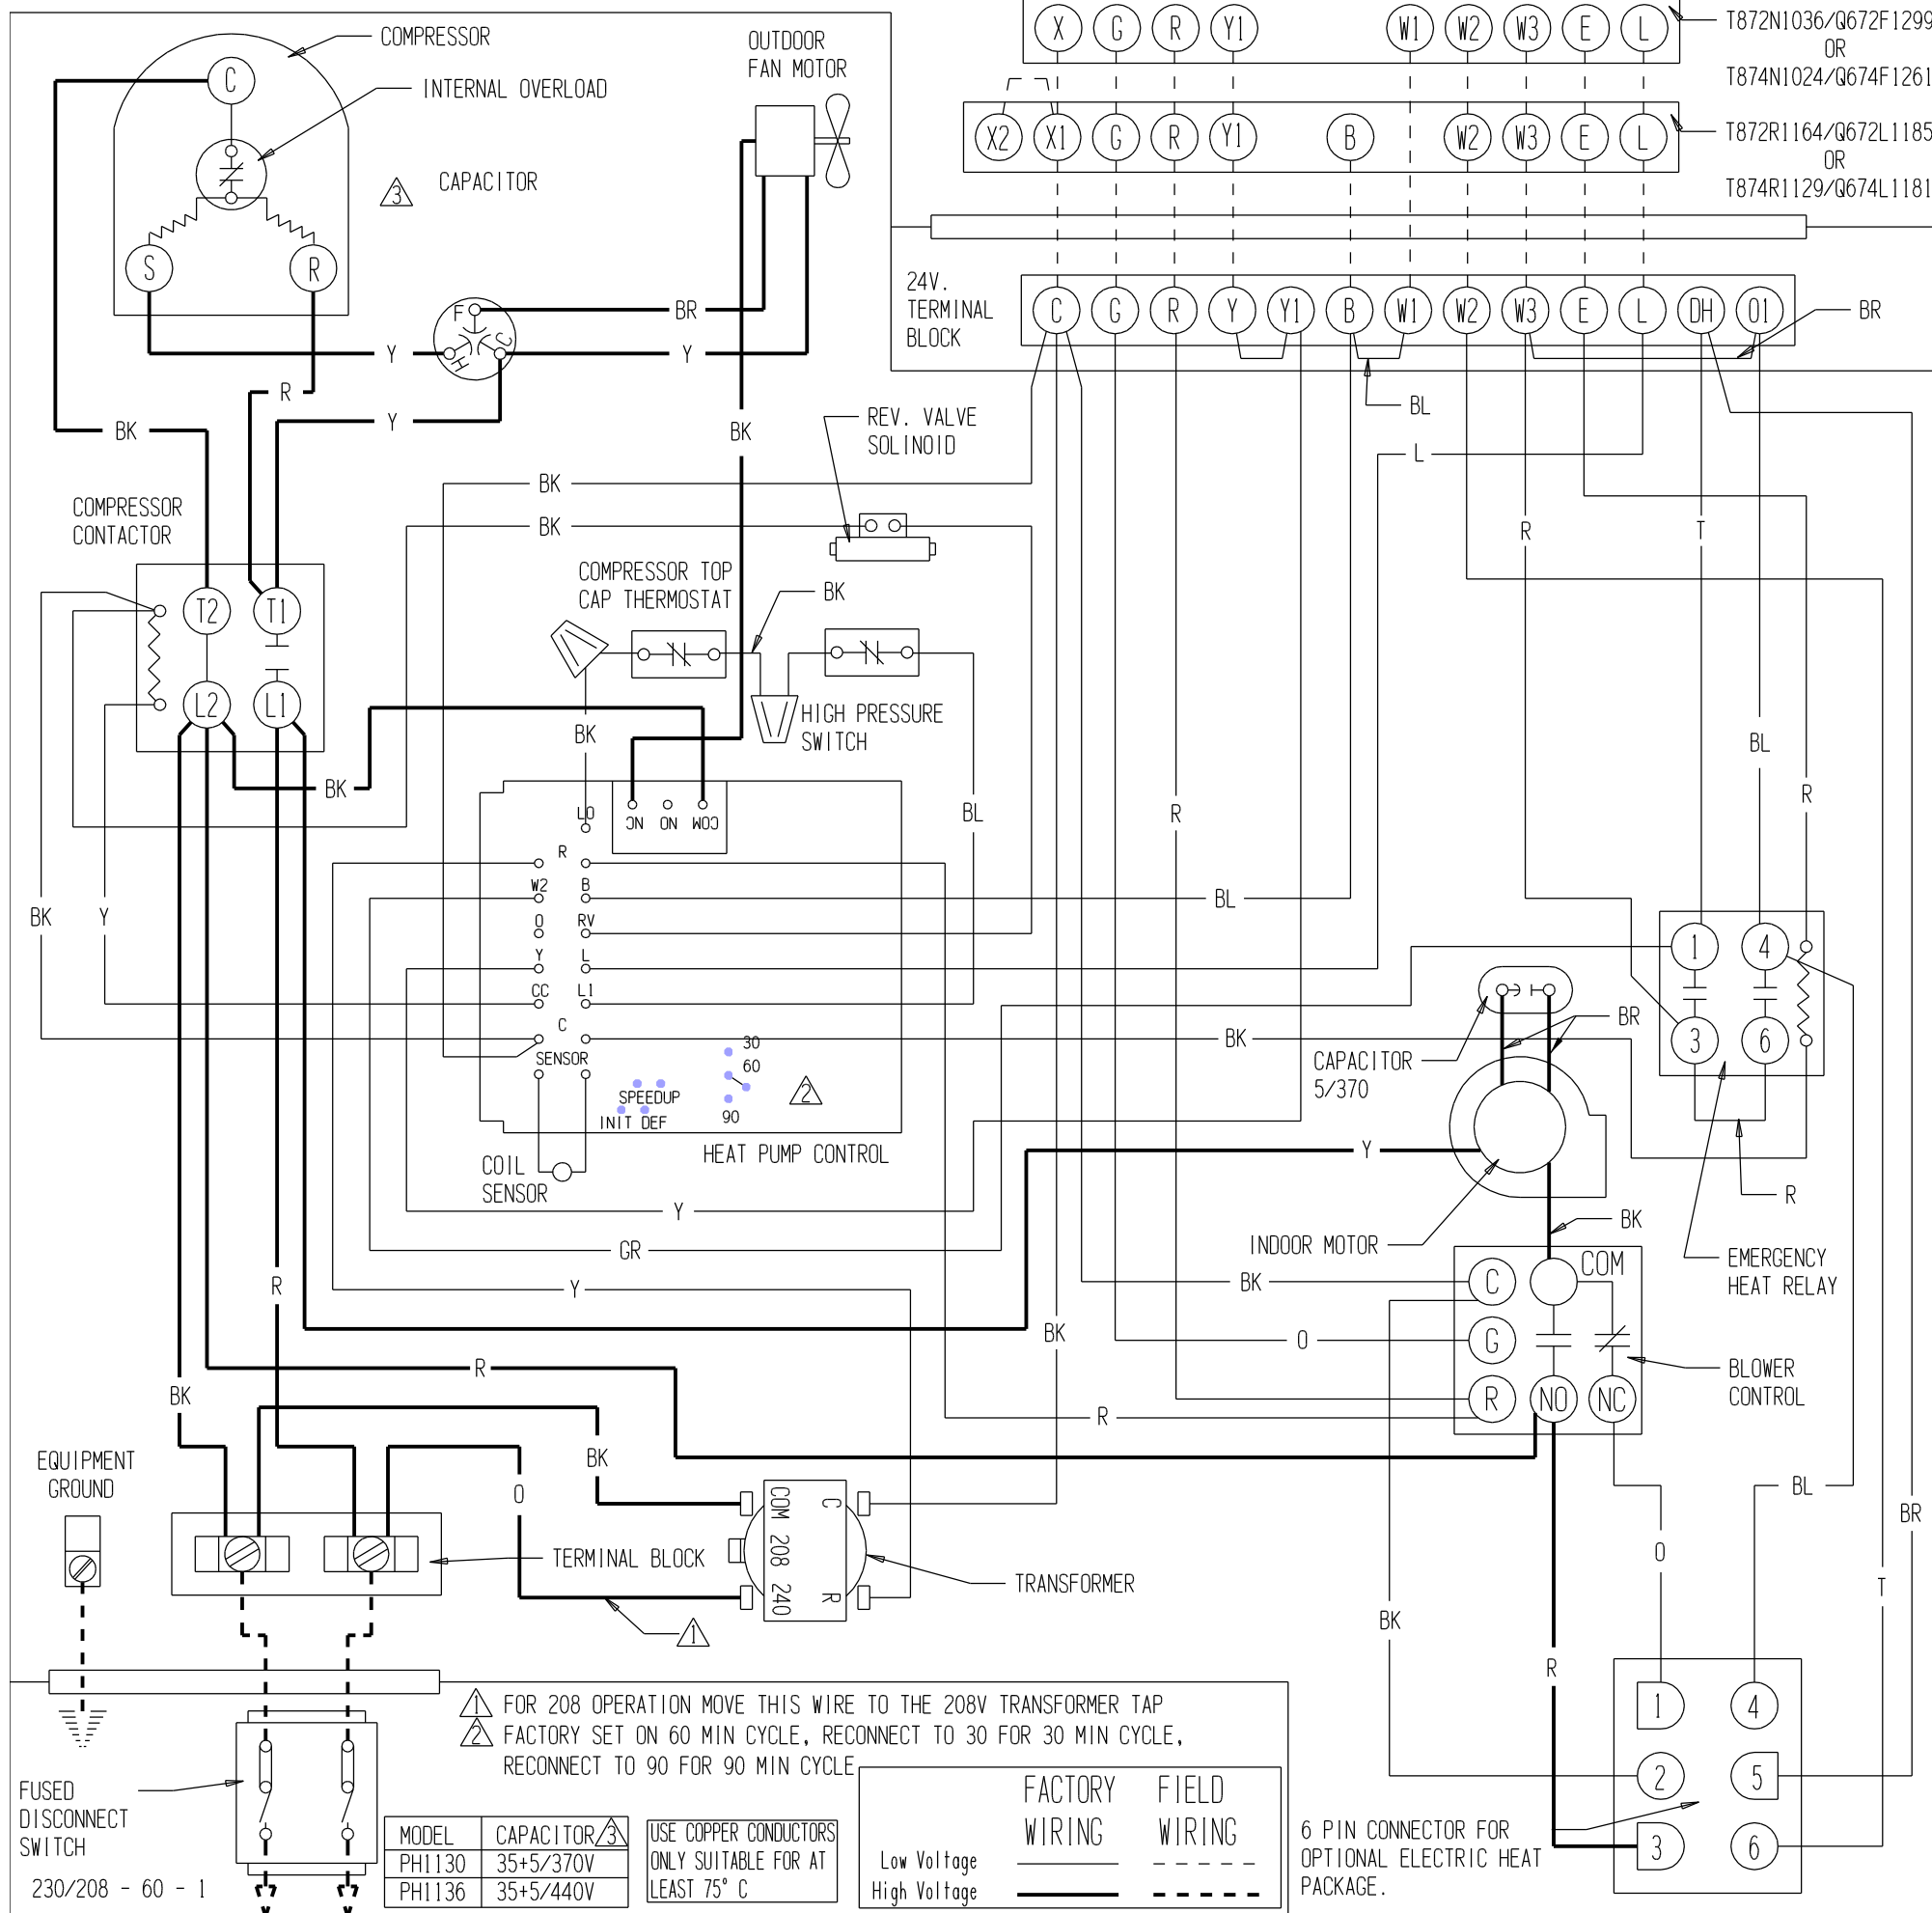 COMPRESSOR
INTERNAL OVERLOAD
C
S
R
3
CAPACITOR
OUTDOOR
FAN MOTOR
X G R Y1 W1 W2 W3 E L
T872N1036/Q672F1299
OR
T874N1024/Q674F1261
X2 X1 G R Y1 B W2 W3 E L
T872R1164/Q672L1185
OR
T874R1129/Q674L1181
24V.
TERMINAL
BLOCK
C G R Y Y1 B W1 W2 W3 E L DH O1
BR
F
H
C
BR
Y
Y
R
Y
BK
BK
BL
L
REV. VALVE
SOLINOID
BK
BK
R
T
COMPRESSOR
CONTACTOR
T2 T1
L2 L1
COMPRESSOR TOP
CAP THERMOSTAT
BK
HIGH PRESSURE
SWITCH
BK
BK
BL
BL
R
R
LO
NC NO COM
R
W2 B
O RV
Y L
CC L1
C
SENSOR
SPEEDUP
INIT DEF
30
60
90
2
HEAT PUMP CONTROL
COIL
SENSOR
BK
Y
BL
BK
1 4
3 6
BR
CAPACITOR
5/370
Y
R
BK
INDOOR MOTOR
EMERGENCY
HEAT RELAY
Y
GR
Y
R
BK
BK
O
C
G
R
COM
NO
NC
BLOWER
CONTROL
R
R
BK
BK
O
EQUIPMENT
GROUND
TERMINAL BLOCK
COM 208 240
C R
TRANSFORMER
1
BL
BR
O
T
BK
R
1 FOR 208 OPERATION MOVE THIS WIRE TO THE 208V TRANSFORMER TAP
2 FACTORY SET ON 60 MIN CYCLE, RECONNECT TO 30 FOR 30 MIN CYCLE,
RECONNECT TO 90 FOR 90 MIN CYCLE
FUSED
DISCONNECT
SWITCH
230/208 - 60 - 1
MODEL CAPACITOR 3
PH1130 35+5/370V
PH1136 35+5/440V
USE COPPER CONDUCTORS
ONLY SUITABLE FOR AT
LEAST 75° C
FACTORY FIELD
WIRING WIRING
Low Voltage
High Voltage
6 PIN CONNECTOR FOR
OPTIONAL ELECTRIC HEAT
PACKAGE.
1 4
2 5
3 6